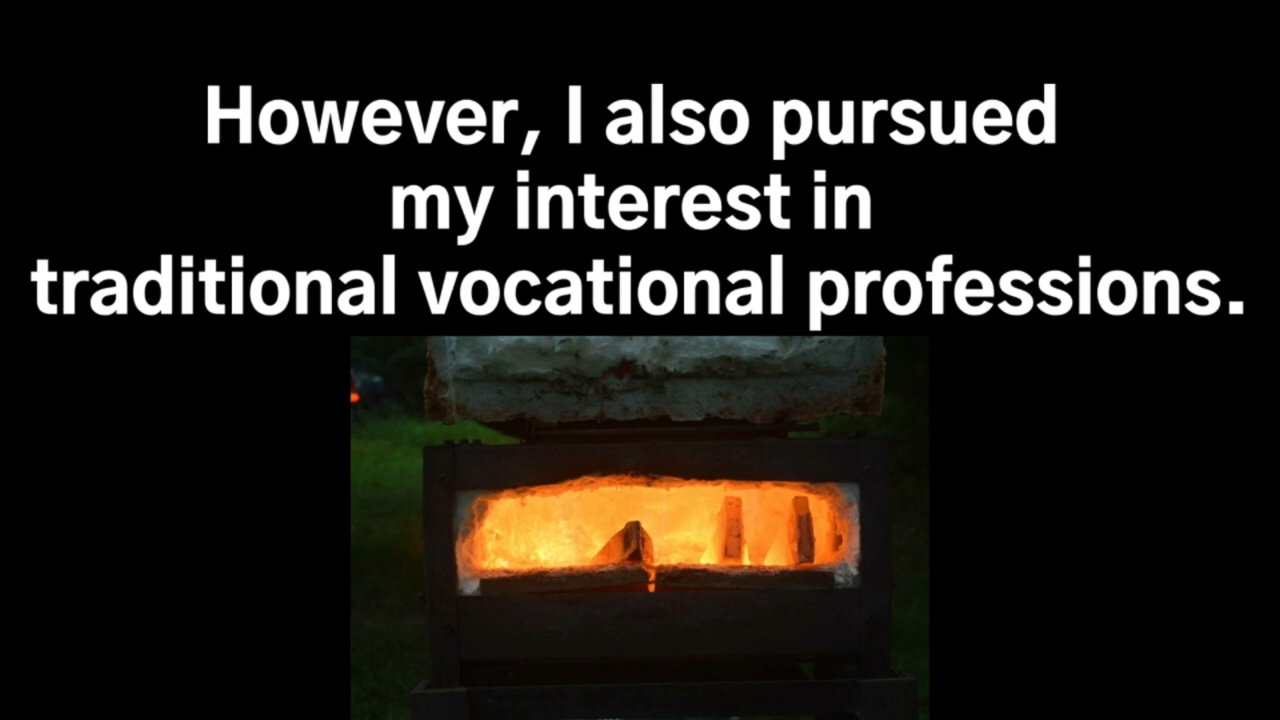 However, I also pursued
my interest in
traditional vocational professions.